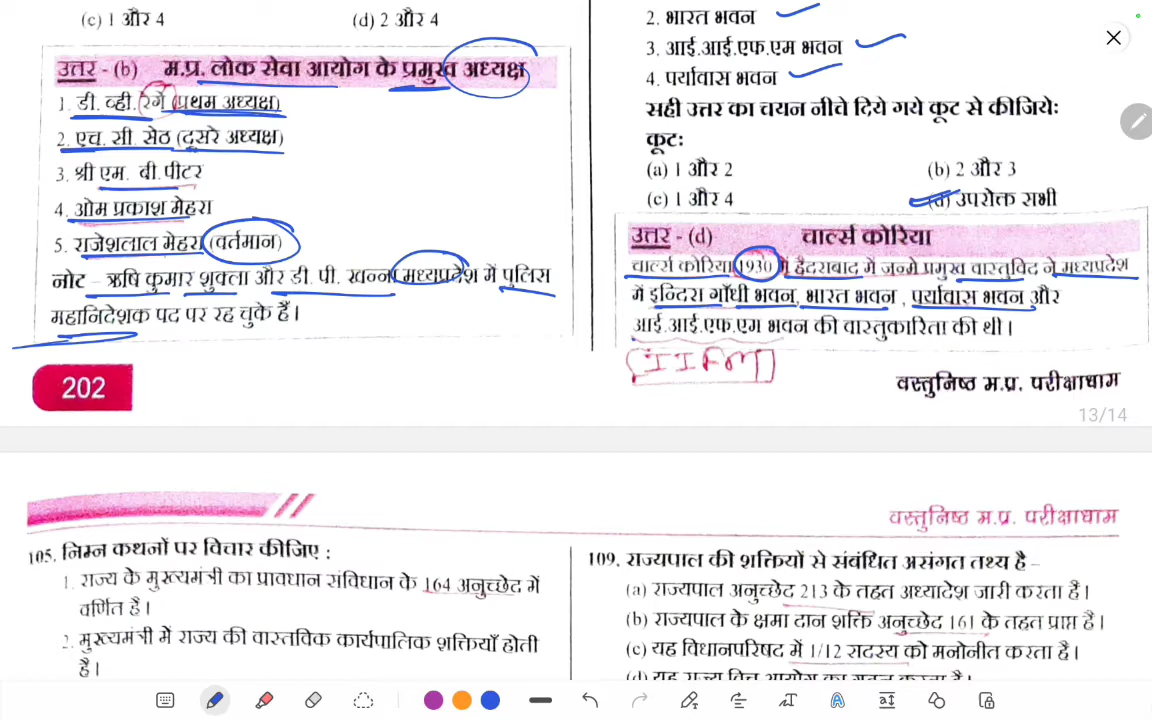 (c) 1 और 4
(d) 2 और 4
उत्तर - (b) म.प्र. लोक सेवा आयोग के प्रमुख अध्यक्ष
1. डी. व्ही. रेगे (प्रथम अध्यक्ष)
2. एच. सी. सेठ (दूसरे अध्यक्ष)
3. श्री एम. बी. पीटर
4. ओम प्रकाश मेहरा
5. राजेशलाल मेहरा (वर्तमान)
नोट – ऋषि कुमार शुक्ला और डी. पी. खन्ना मध्यप्रदेश में पुलिस
महानिदेशक पद पर रह चुके हैं।
202
2. भारत भवन
3. आई.आई.एफ.एम भवन
4. पर्यावास भवन
सही उत्तर का चयन नीचे दिये गये कूट से कीजियेः
कूटः
(a) 1 और 2
(b) 2 और 3
(c) 1 और 4
(d) उपरोक्त सभी
उत्तर - (d) चार्ल्स कोरिया
चार्ल्स कोरिया 1930 में हैदराबाद में जन्मे प्रमुख वास्तुविद ने मध्यप्रदेश
में इन्दिरा गाँधी भवन, भारत भवन, पर्यावास भवन और
आई.आई.एफ.एम भवन की वास्तुकारिता की थी।
IIFM
वस्तुनिष्ठ म.प्र. परीक्षाधाम
13/14
वस्तुनिष्ठ म.प्र. परीक्षाधाम
105. निम्न कथनों पर विचार कीजिए :
1. राज्य के मुख्यमंत्री का प्रावधान संविधान के 164 अनुच्छेद में
वर्णित है।
2. मुख्यमंत्री में राज्य की वास्तविक कार्यपालिक शक्तियाँ होती
है।
109. राज्यपाल की शक्तियों से संबंधित असंगत तथ्य है –
(a) राज्यपाल अनुच्छेद 213 के तहत अध्यादेश जारी करता है।
(b) राज्यपाल के क्षमा दान शक्ति अनुच्छेद 161 के तहत प्राप्त है।
(c) यह विधानपरिषद में 1/12 सदस्य को मनोनीत करता है।
(d) यह राज्य वित्त आयोग का गठन करता है।